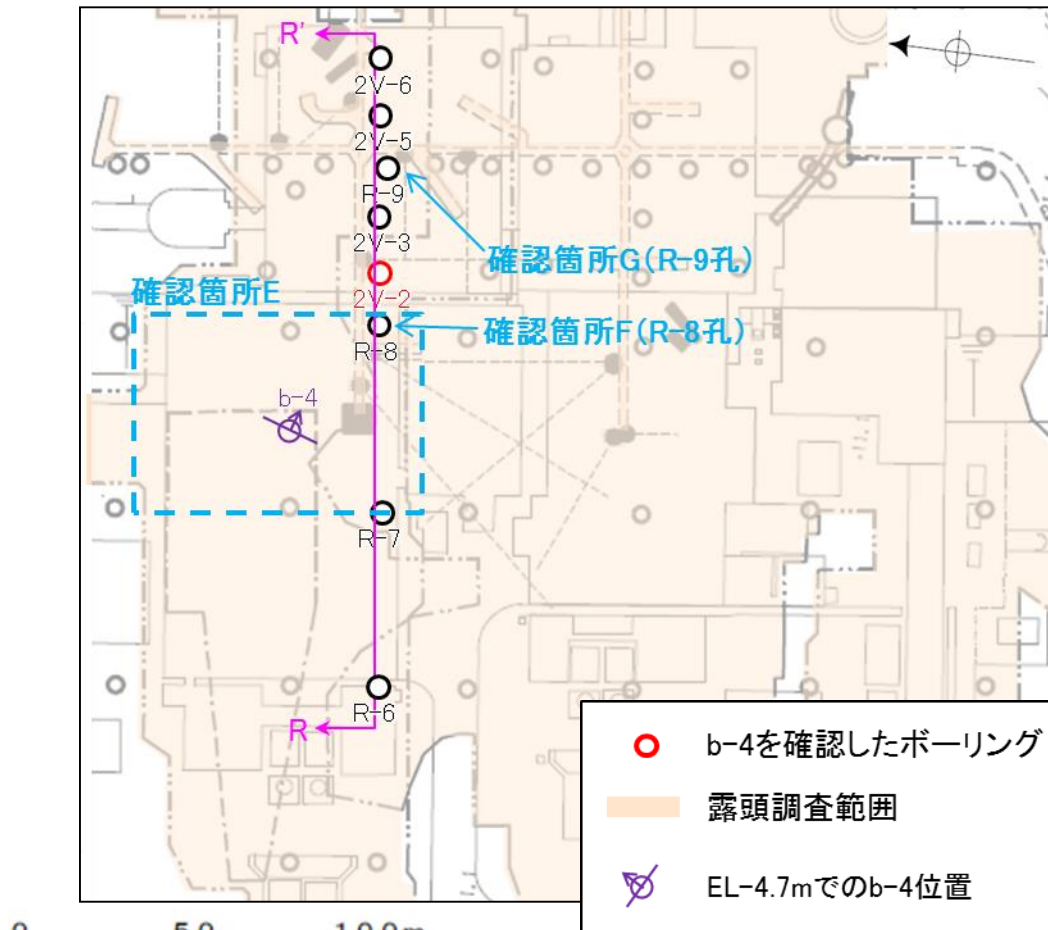 R'
2V-6
2V-5
R-9
2V-3
確認箇所G(R-9孔)
2V-2
確認箇所E
確認箇所F(R-8孔)
R-8
b-4
R-7
R-6
R
b-4を確認したボーリング
露頭調査範囲
EL-4.7mでのb-4位置
0 50 100m